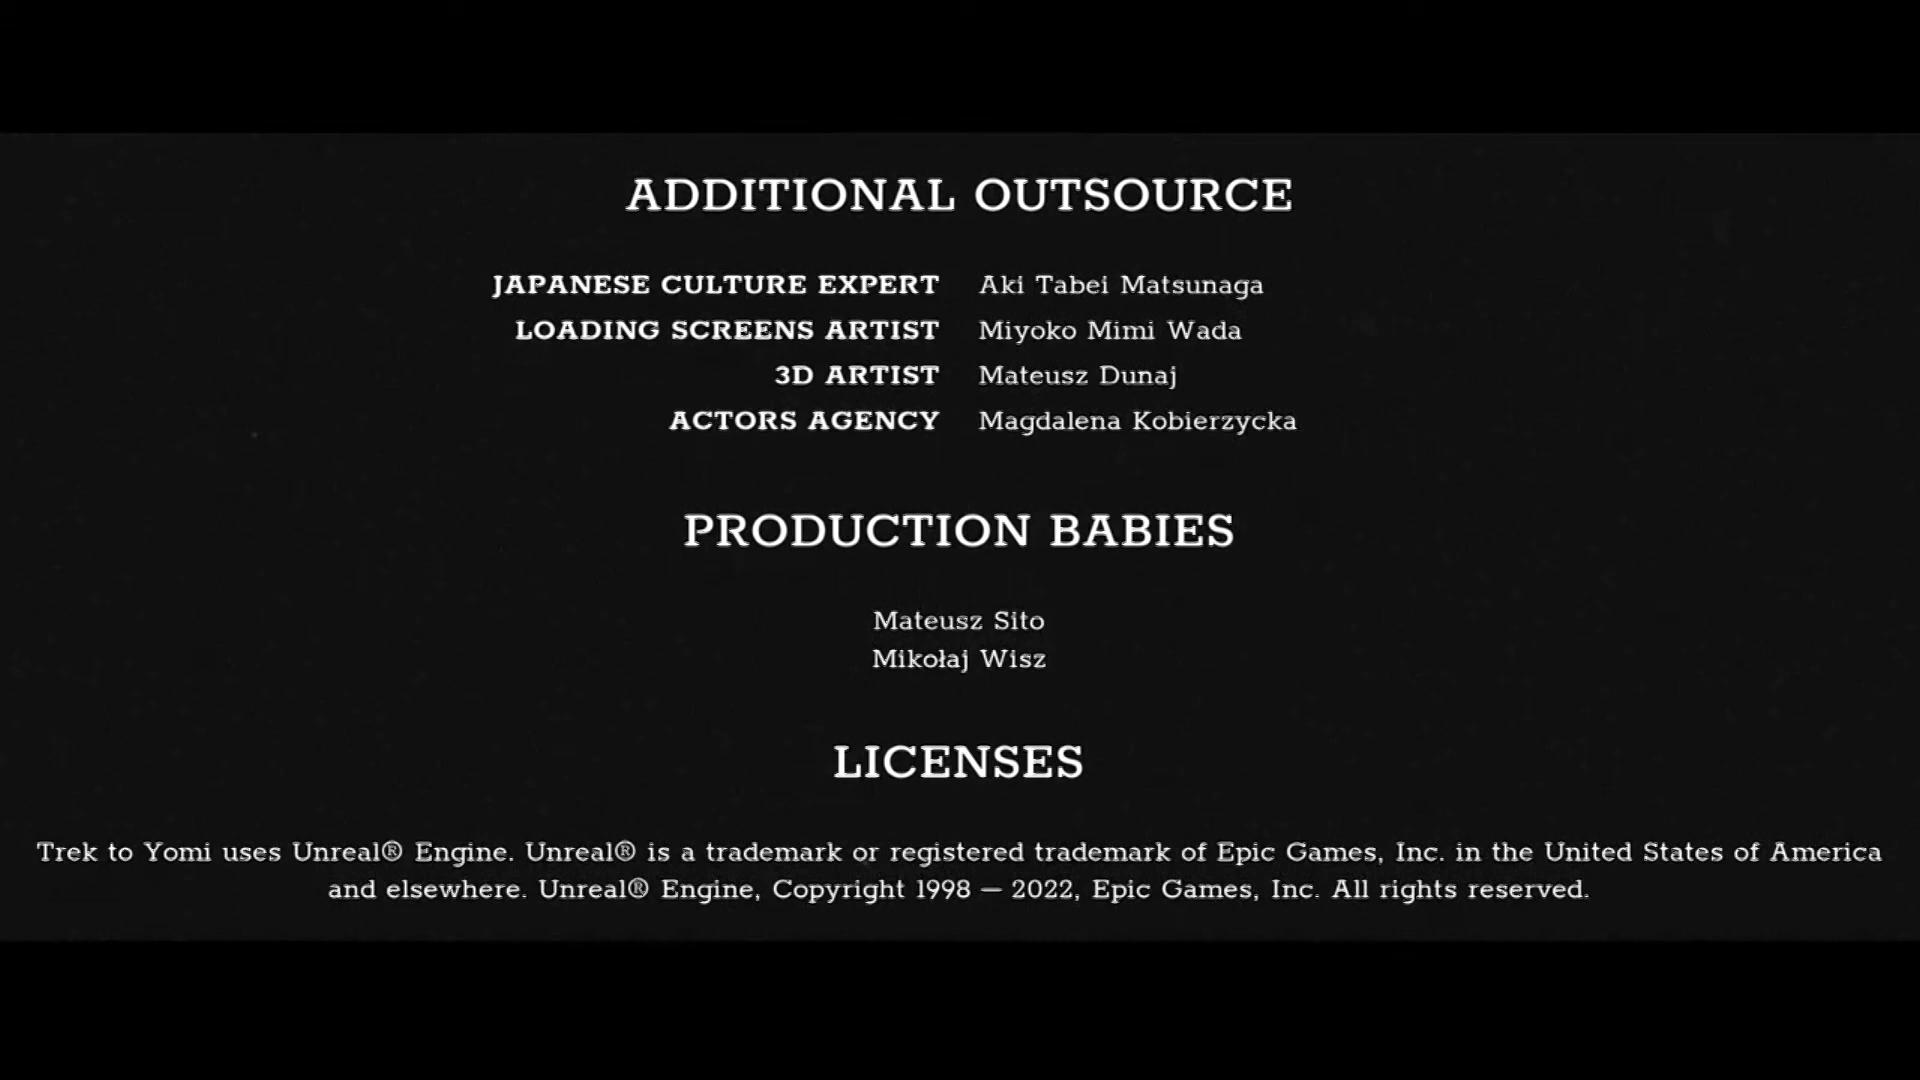 ADDITIONAL OUTSOURCE
JAPANESE CULTURE EXPERT Aki Tabei Matsunaga
LOADING SCREENS ARTIST Miyoko Mimi Wada
3D ARTIST Mateusz Dunaj
ACTORS AGENCY Magdalena Kobierzycka
PRODUCTION BABIES
Mateusz Sito
Mikołaj Wisz
LICENSES
Trek to Yomi uses Unreal® Engine. Unreal® is a trademark or registered trademark of Epic Games, Inc. in the United States of America
and elsewhere. Unreal® Engine, Copyright 1998 – 2022, Epic Games, Inc. All rights reserved.